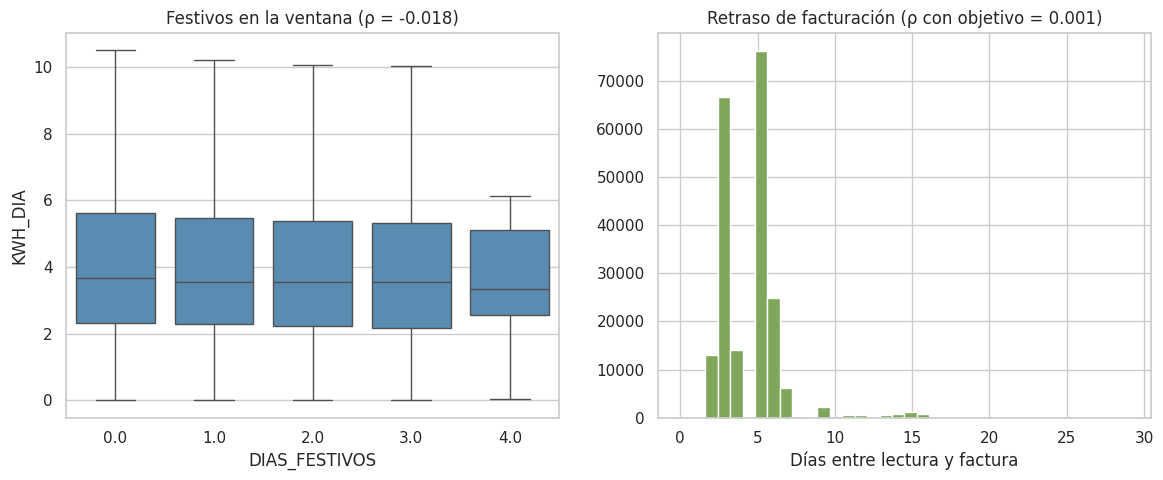 Festivos en la ventana (ρ = -0.018)
KWH_DIA
10
8
6
4
2
0
0.0 1.0 2.0 3.0 4.0
DIAS_FESTIVOS
Retraso de facturación (ρ con objetivo = 0.001)
70000
60000
50000
40000
30000
20000
10000
0
0 5 10 15 20 25 30
Días entre lectura y factura